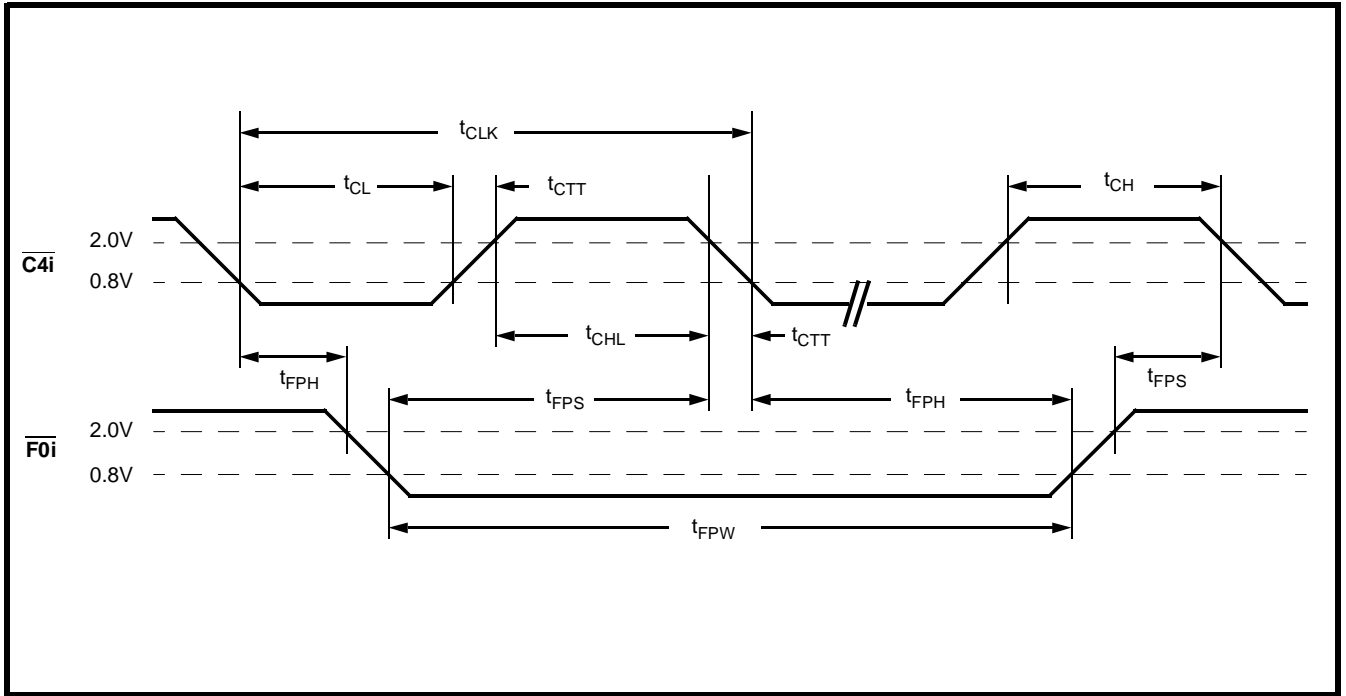 tCLK
tCL
tCTT
tCH
2.0V
C4i
0.8V
tCHL
tCTT
tFPH
tFPS
tFPS
tFPH
2.0V
F0i
0.8V
tFPW